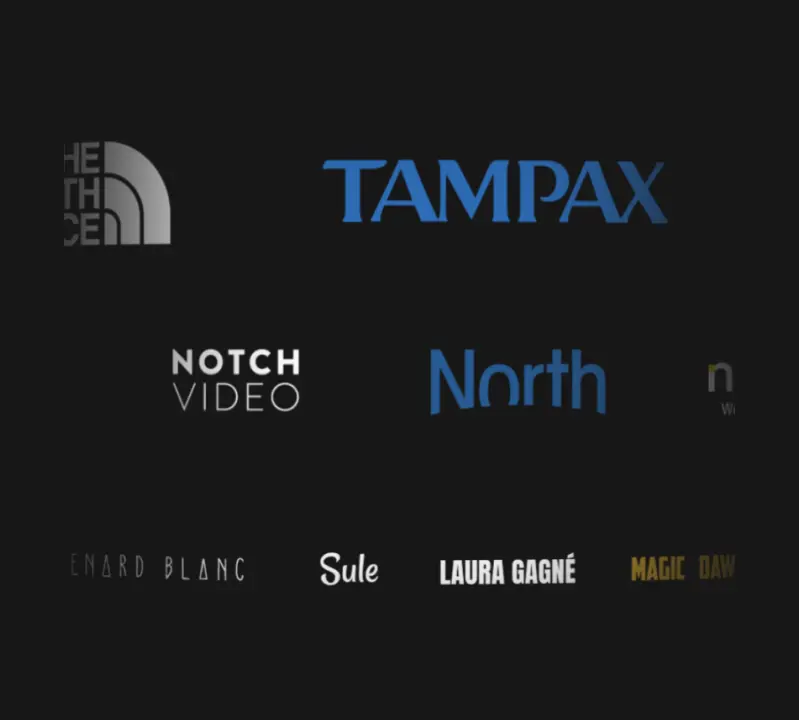 HE
TH
CE
TAMPAX
NOTCH
VIDEO
North
n
W
ENARD BLANC
Sule
LAURA GAGNÉ
MAGIC DAW